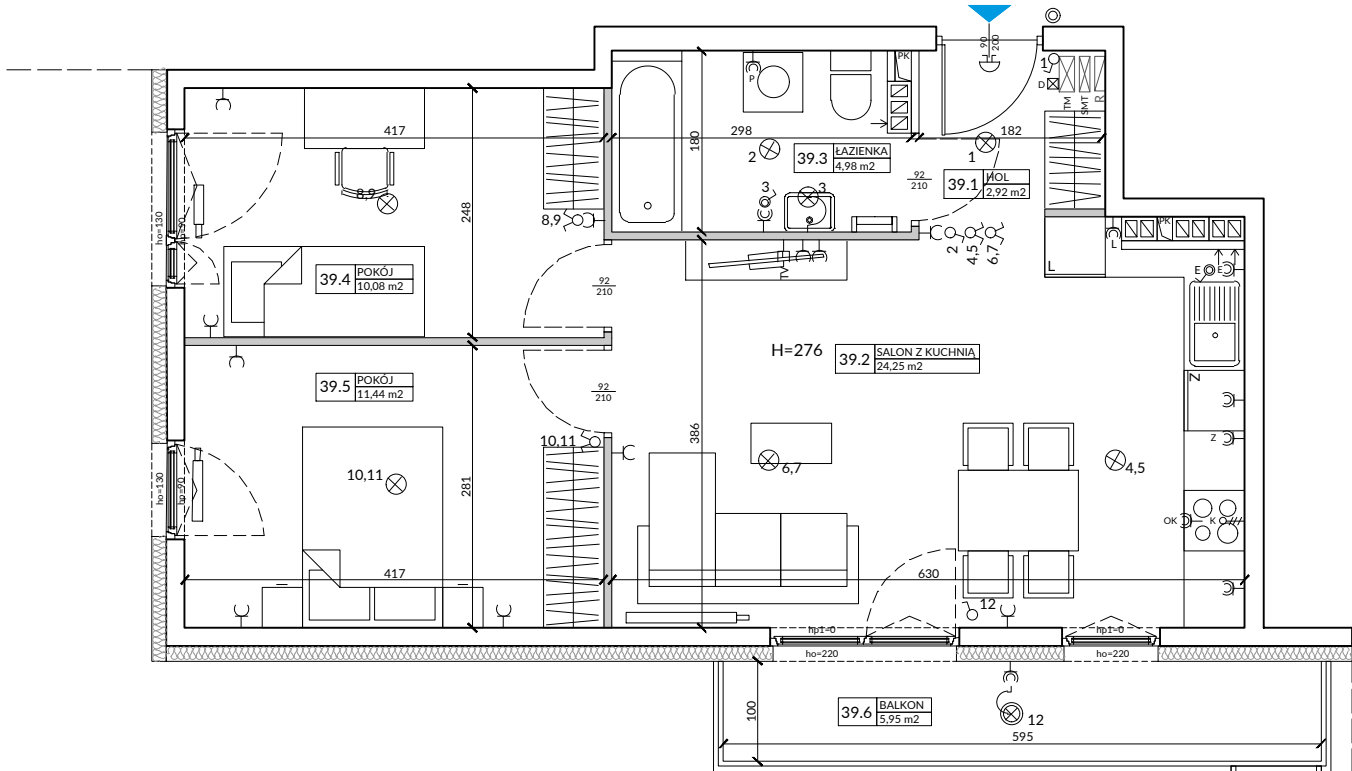 90
200
PK
1
D
TM
SMT
R
P
417
298
182
180
2
39.3 ŁAZIENKA
4,98 m2
1
92
210
39.1 HOL
2,92 m2
3
3
8,9
8,9
248
ho=130
hp=90
2
4,5
6,7
L
L
PK
E
E
TV
39.4 POKÓJ
10,08 m2
92
210
H=276
39.2 SALON Z KUCHNIĄ
24,25 m2
39.5 POKÓJ
11,44 m2
92
210
Z
Z
386
10,11
10,11
6,7
4,5
281
ho=130
hp=90
OK
K
417
630
12
hp1=0
hp1=0
ho=220
ho=220
100
39.6 BALKON
5,95 m2
12
595